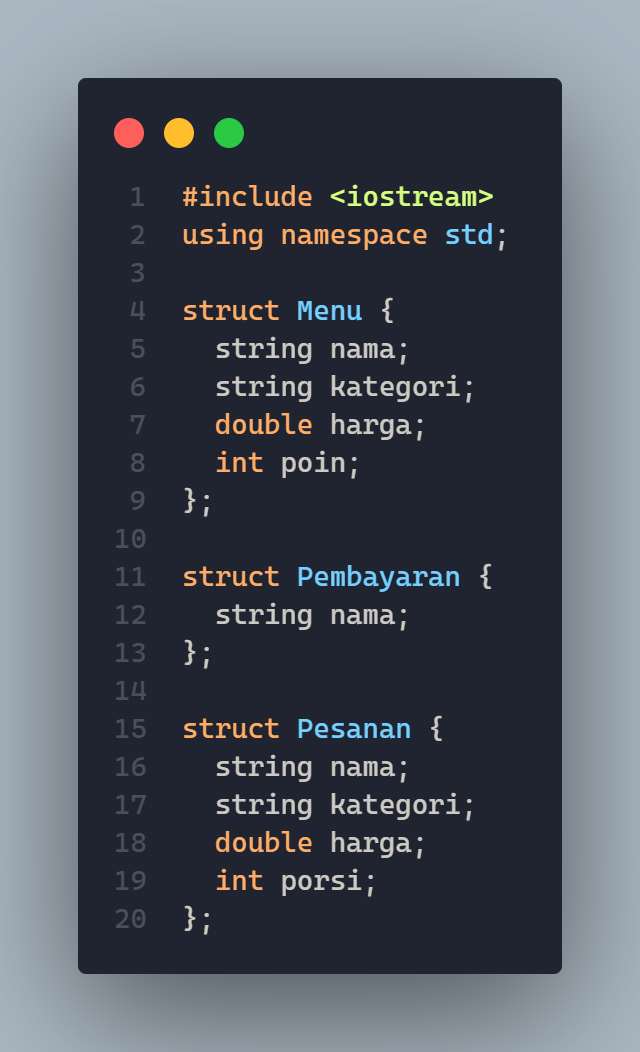 1 #include <iostream>
2 using namespace std;
3
4 struct Menu {
5   string nama;
6   string kategori;
7   double harga;
8   int poin;
9 };
10
11 struct Pembayaran {
12   string nama;
13 };
14
15 struct Pesanan {
16   string nama;
17   string kategori;
18   double harga;
19   int porsi;
20 };